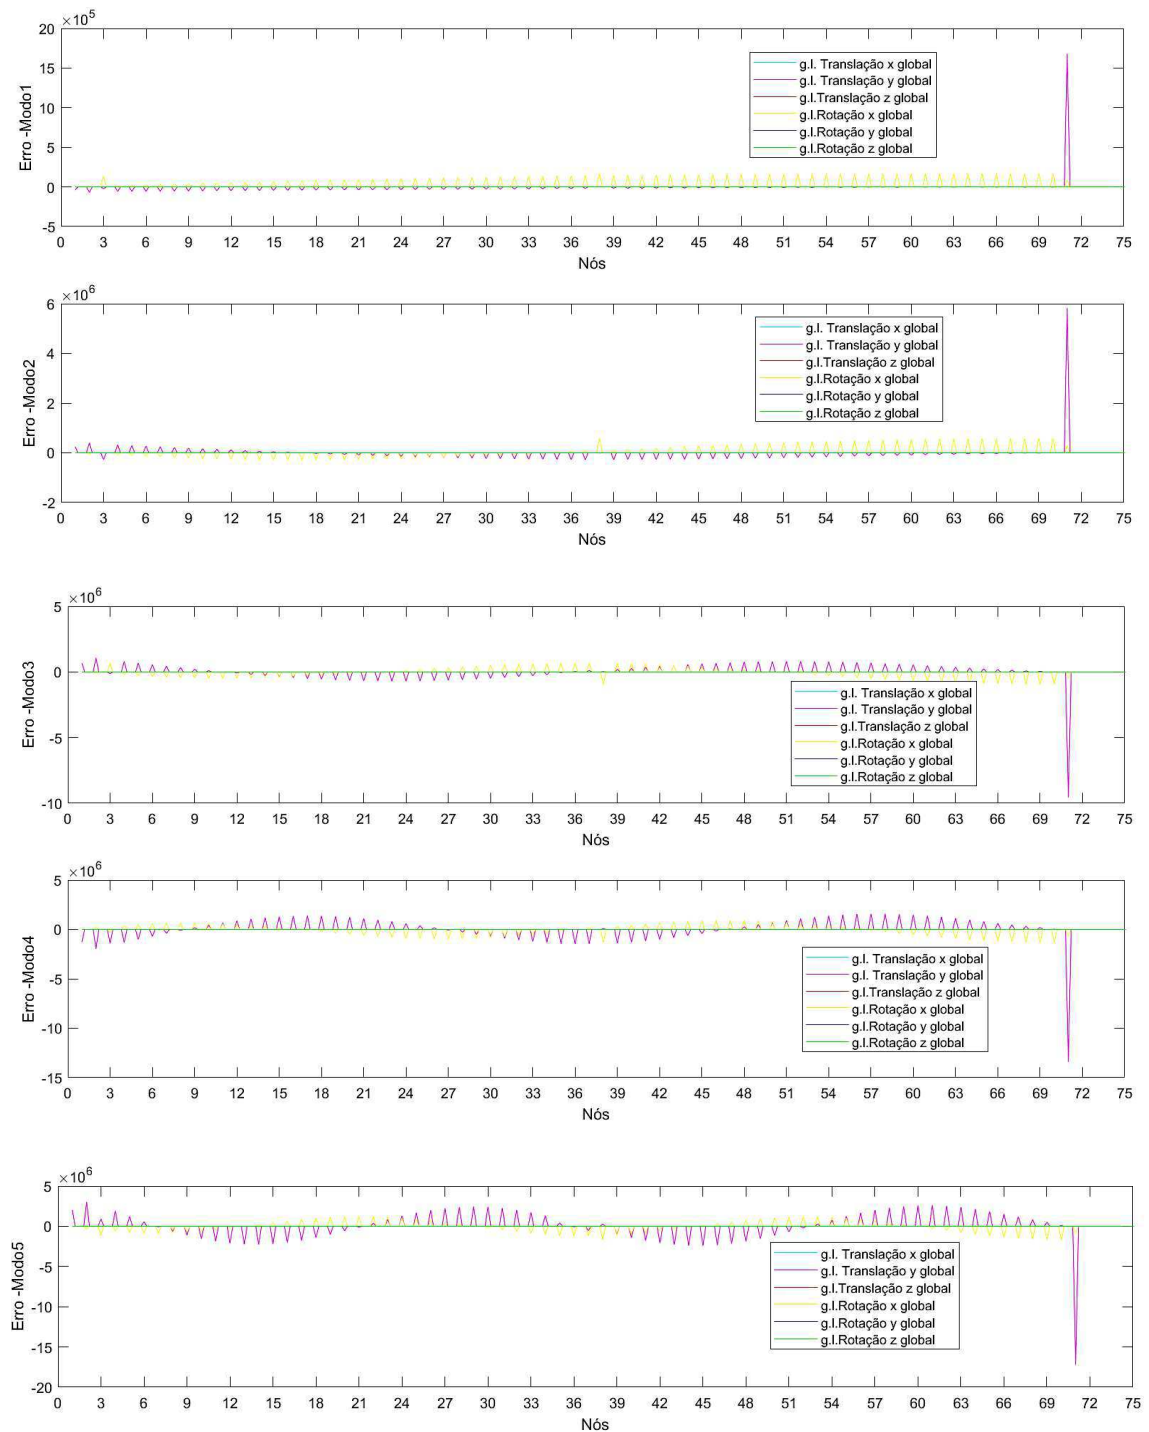 ×10^5
20
15
10
5
0
-5
Erro -Modo1
g.l. Translação x global
g.l. Translação y global
g.l.Translação z global
g.l.Rotação x global
g.l.Rotação y global
g.l.Rotação z global
0 3 6 9 12 15 18 21 24 27 30 33 36 39 42 45 48 51 54 57 60 63 66 69 72 75
Nós
×10^6
6
4
2
0
-2
Erro -Modo2
g.l. Translação x global
g.l. Translação y global
g.l.Translação z global
g.l.Rotação x global
g.l.Rotação y global
g.l.Rotação z global
0 3 6 9 12 15 18 21 24 27 30 33 36 39 42 45 48 51 54 57 60 63 66 69 72 75
Nós
×10^6
5
0
-5
-10
Erro -Modo3
g.l. Translação x global
g.l. Translação y global
g.l.Translação z global
g.l.Rotação x global
g.l.Rotação y global
g.l.Rotação z global
0 3 6 9 12 15 18 21 24 27 30 33 36 39 42 45 48 51 54 57 60 63 66 69 72 75
Nós
×10^6
5
0
-5
-10
-15
Erro -Modo4
g.l. Translação x global
g.l. Translação y global
g.l.Translação z global
g.l.Rotação x global
g.l.Rotação y global
g.l.Rotação z global
0 3 6 9 12 15 18 21 24 27 30 33 36 39 42 45 48 51 54 57 60 63 66 69 72 75
Nós
×10^6
5
0
-5
-10
-15
-20
Erro -Modo5
g.l. Translação x global
g.l. Translação y global
g.l.Translação z global
g.l.Rotação x global
g.l.Rotação y global
g.l.Rotação z global
0 3 6 9 12 15 18 21 24 27 30 33 36 39 42 45 48 51 54 57 60 63 66 69 72 75
Nós